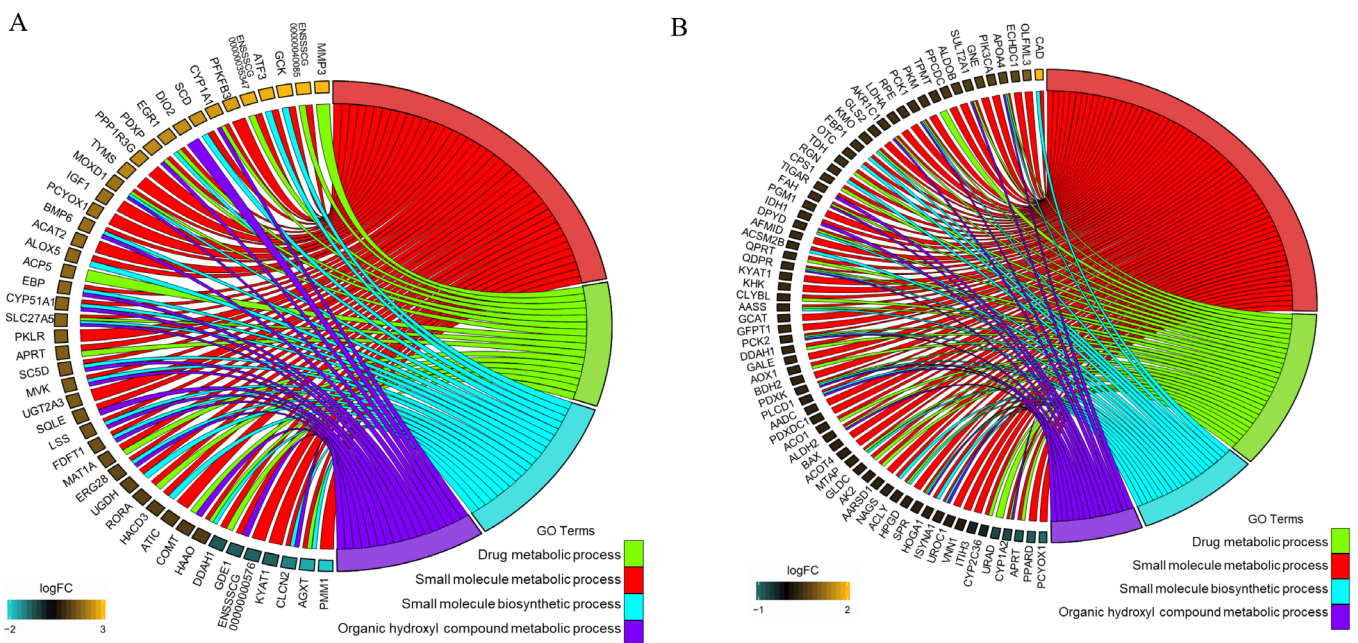 A
MMP3
ENSSSCG
00000040085
GCK
ATF3
ENSSSCG
00000035347
PFKFB3
CYP1A1
SCD
DIO2
EGR1
PDXP
PPP1R3G
TYMS
MOXD1
IGF1
PCYOX1
BMP6
ACAT2
ALOX5
ACP5
EBP
CYP51A1
SLC27A5
PKLR
APRT
SC5D
MVK
UGT2A3
SQLE
LSS
FDFT1
MAT1A
ERG28
UGDH
RORA
HACD3
ATIC
COMT
HAAO
DDAH1
GDE1
ENSSSCG
00000000576
KYAT1
CLCN2
AGXT
PMM1
logFC
−2
3
GO Terms
Drug metabolic process
Small molecule metabolic process
Small molecule biosynthetic process
Organic hydroxyl compound metabolic process
B
CAD
OLFML3
ECHDC1
APOA4
PIK3CA
GNE
SULT2A1
ALDOB
PPCDC
TPMT
PKM
PCK1
RPE
LDHA
AKR1C1
GLS2
KMO
FBP1
OTC
TDH
RGN
CPS1
TIGAR
FAH
PGM1
IDH1
DPYD
AFMID
ACSM2B
QPRT
QDPR
KYAT1
KHK
CLYBL
AASS
GCAT
GFPT1
PCK2
DDAH1
GALE
AOX1
BDH2
PDXK
PLCD1
AADC
PDXDC1
ACO1
ALDH2
BAX
ACOT4
MTAP
GLDC
AK2
AARSD1
NAGS
ACLY
HPGD
SPR
HOGA1
ISYNA1
UROC1
VNN1
ITIH3
CYP2C36
URAD
CYP1A2
APRT
PPARD
PCYOX1
logFC
−1
2
GO Terms
Drug metabolic process
Small molecule metabolic process
Small molecule biosynthetic process
Organic hydroxyl compound metabolic process